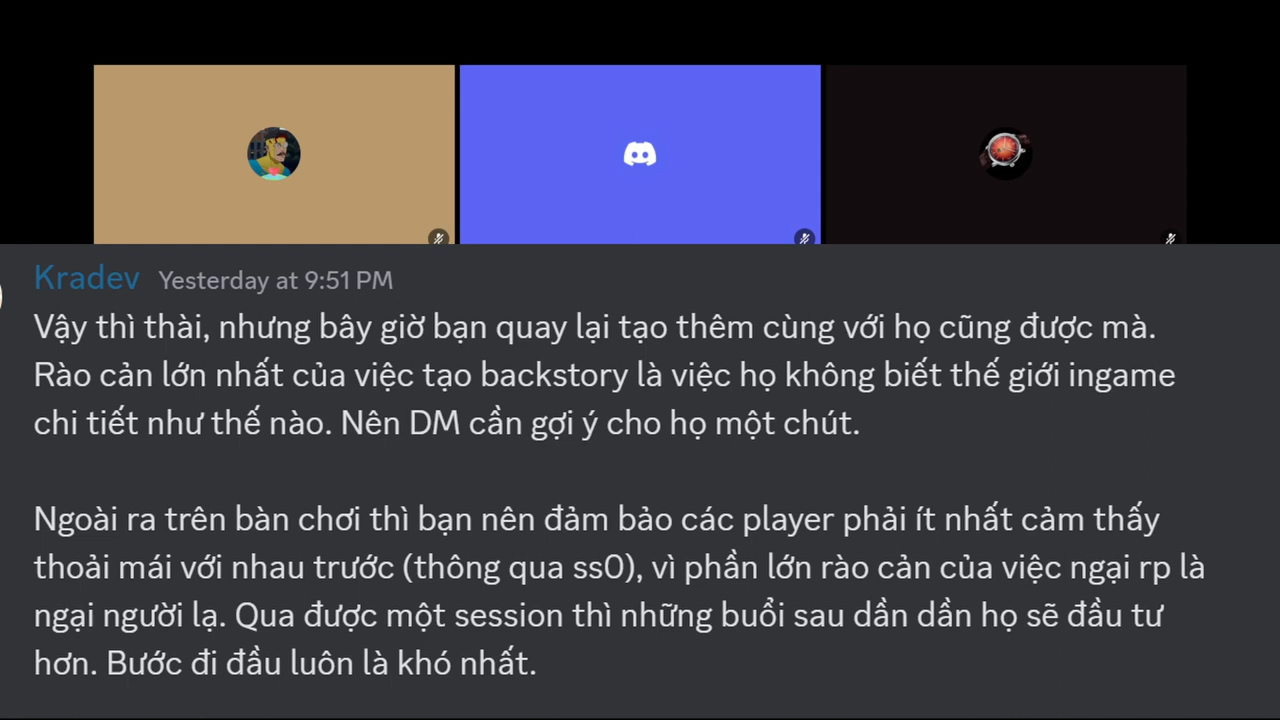 Kradev Yesterday at 9:51 PM
Vậy thì thài, nhưng bây giờ bạn quay lại tạo thêm cùng với họ cũng được mà.
Rào cản lớn nhất của việc tạo backstory là việc họ không biết thế giới ingame
chi tiết như thế nào. Nên DM cần gợi ý cho họ một chút.
Ngoài ra trên bàn chơi thì bạn nên đảm bảo các player phải ít nhất cảm thấy
thoải mái với nhau trước (thông qua ss0), vì phần lớn rào cản của việc ngại rp là
ngại người lạ. Qua được một session thì những buổi sau dần dần họ sẽ đầu tư
hơn. Bước đi đầu luôn là khó nhất.